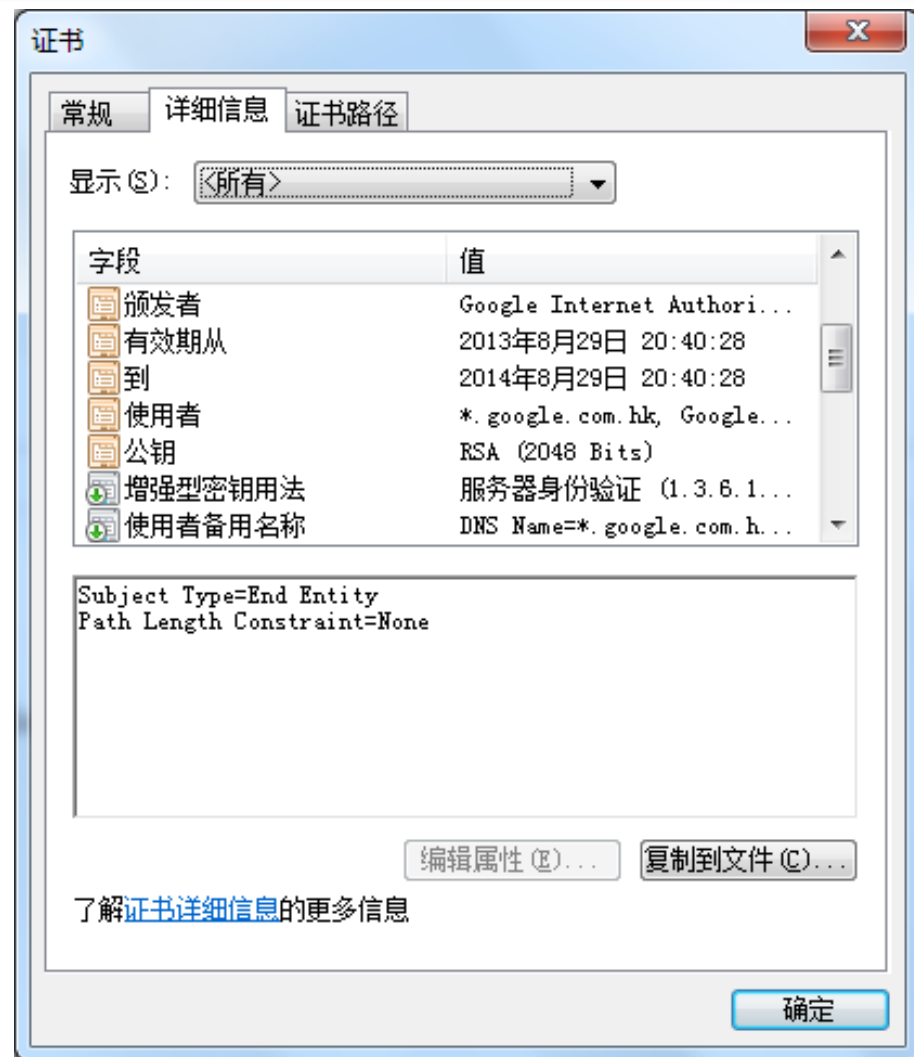 证书
常规 详细信息 证书路径
显示(S): <所有>
字段 值
颁发者 Google Internet Authori...
有效期从 2013年8月29日 20:40:28
到 2014年8月29日 20:40:28
使用者 *.google.com.hk, Google...
公钥 RSA (2048 Bits)
增强型密钥用法 服务器身份验证 (1.3.6.1...
使用者备用名称 DNS Name=*.google.com.h...
Subject Type=End Entity
Path Length Constraint=None
编辑属性(E)... 复制到文件(C)...
了解证书详细信息的更多信息
确定